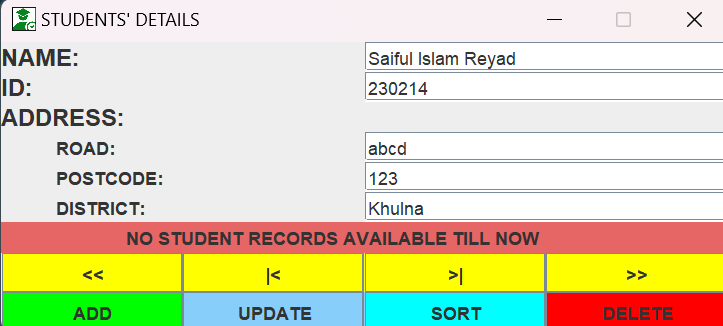 STUDENTS' DETAILS
NAME: Saiful Islam Reyad
ID: 230214
ADDRESS:
ROAD: abcd
POSTCODE: 123
DISTRICT: Khulna
NO STUDENT RECORDS AVAILABLE TILL NOW
<< |< >| >>
ADD UPDATE SORT DELETE